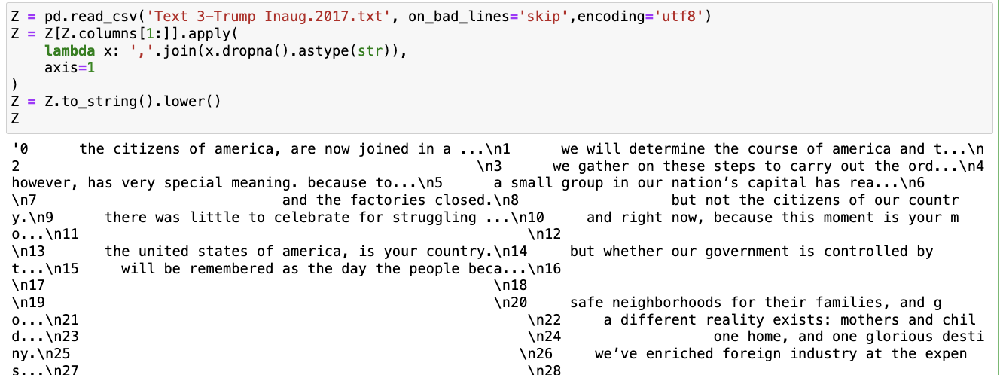 Z = pd.read_csv('Text 3-Trump Inaug.2017.txt', on_bad_lines='skip',encoding='utf8')
Z = Z[Z.columns[1:]].apply(
    lambda x: ','.join(x.dropna().astype(str)),
    axis=1
)
Z = Z.to_string().lower()
Z
'0      the citizens of america, are now joined in a ...\n1      we will determine the course of america and t...\n
2                                                      \n3      we gather on these steps to carry out the ord...\n4
however, has very special meaning. because to...\n5      a small group in our nation’s capital has rea...\n6
\n7                             and the factories closed.\n8                  but not the citizens of our countr
y.\n9      there was little to celebrate for struggling ...\n10     and right now, because this moment is your m
o...\n11                                                     \n12
\n13       the united states of america, is your country.\n14     but whether our government is controlled by
t...\n15     will be remembered as the day the people beca...\n16
\n17                                                     \n18
\n19                                                     \n20     safe neighborhoods for their families, and g
o...\n21                                                     \n22     a different reality exists: mothers and chil
d...\n23                                                     \n24                  one home, and one glorious desti
ny.\n25                                                     \n26     we’ve enriched foreign industry at the expen
s...\n27                                                     \n28